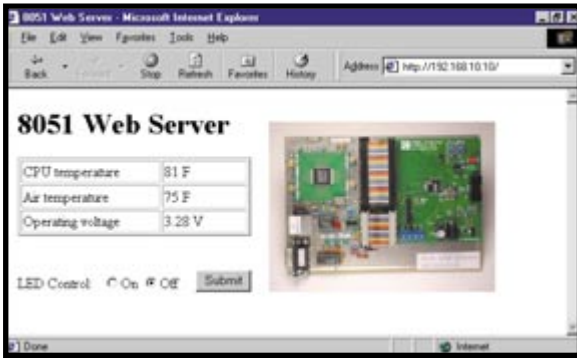 8051 Web Server - Microsoft Internet Explorer
File Edit View Favorites Tools Help
Back Forward Stop Refresh Favorites History Address http://192.168.10.10/
8051 Web Server
CPU temperature 81 F
Air temperature 75 F
Operating voltage 3.28 V
LED Control: On Off Submit
Done Internet